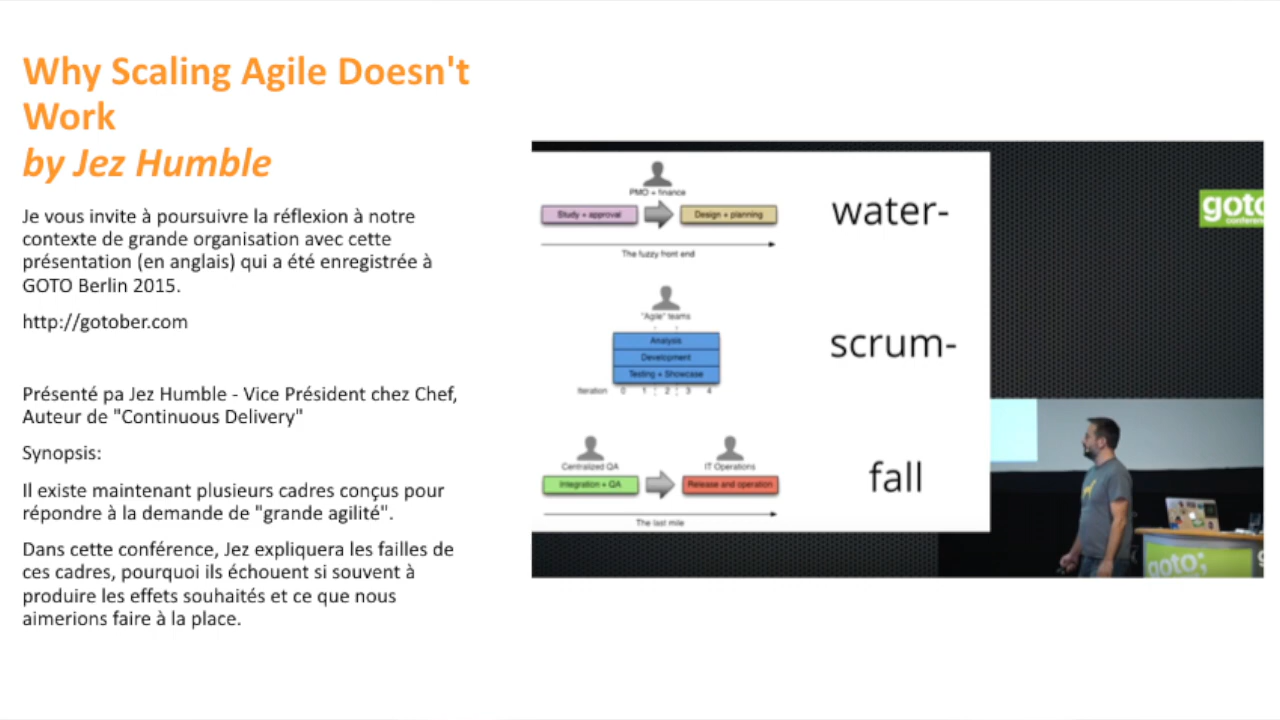 Why Scaling Agile Doesn't
Work
by Jez Humble
Je vous invite à poursuivre la réflexion à notre
contexte de grande organisation avec cette
présentation (en anglais) qui a été enregistrée à
GOTO Berlin 2015.
http://gotober.com
Présenté pa Jez Humble - Vice Président chez Chef,
Auteur de "Continuous Delivery"
Synopsis:
Il existe maintenant plusieurs cadres conçus pour
répondre à la demande de "grande agilité".
Dans cette conférence, Jez expliquera les failles de
ces cadres, pourquoi ils échouent si souvent à
produire les effets souhaités et ce que nous
aimerions faire à la place.
PMO + finance
Study + approval
Design + planning
The fuzzy front end
water-
"Agile" teams
Analysis
Development
Testing + Showcase
Iteration 0 1 2 3 4
scrum-
Centralized QA
IT Operations
Integration + QA
Release and operation
The last mile
fall
goto
conferenc
goto;